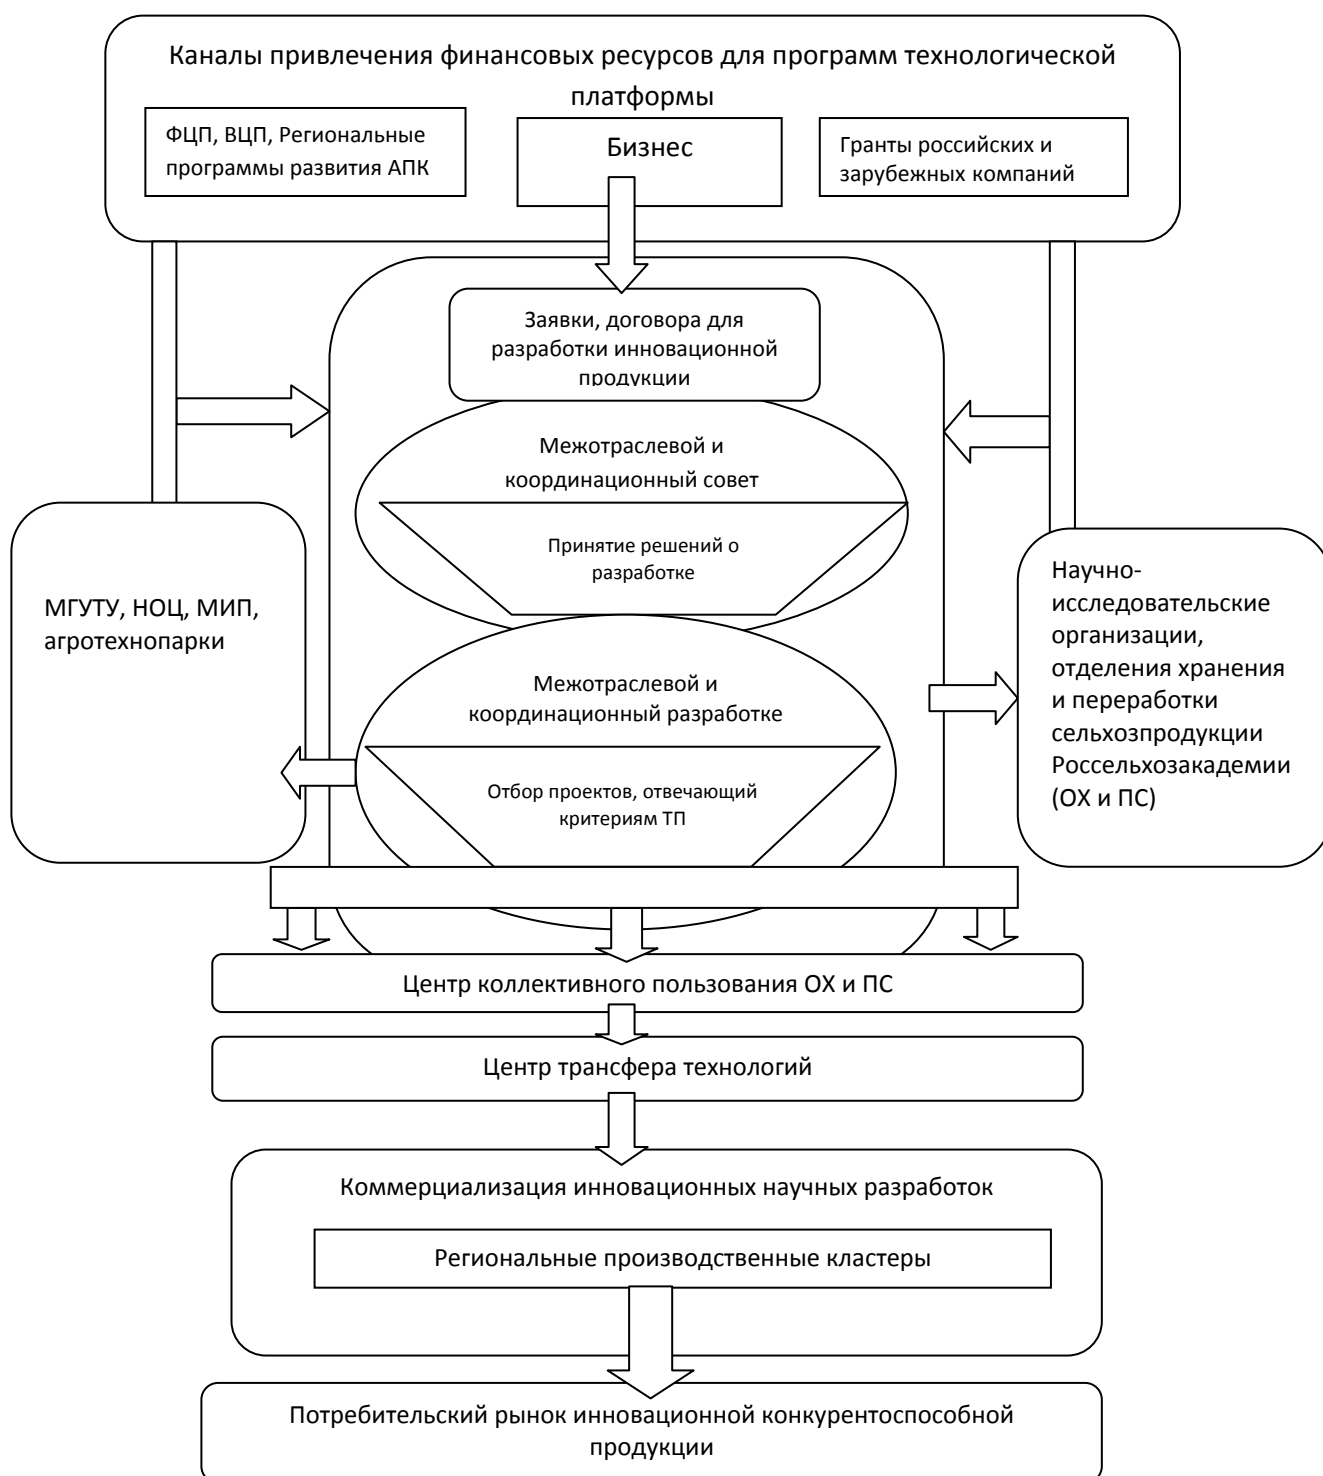 Каналы привлечения финансовых ресурсов для программ технологической
платформы
ФЦП, ВЦП, Региональные
программы развития АПК
Бизнес
Гранты российских и
зарубежных компаний
Заявки, договора для
разработки инновационной
продукции
Межотраслевой и
координационный совет
Принятие решений о
разработке
МГУТУ, НОЦ, МИП,
агротехнопарки
Научно-
исследовательские
организации,
отделения хранения
и переработки
сельхозпродукции
Россельхозакадемии
(ОХ и ПС)
Межотраслевой и
координационный разработке
Отбор проектов, отвечающий
критериям ТП
Центр коллективного пользования ОХ и ПС
Центр трансфера технологий
Коммерциализация инновационных научных разработок
Региональные производственные кластеры
Потребительский рынок инновационной конкурентоспособной
продукции